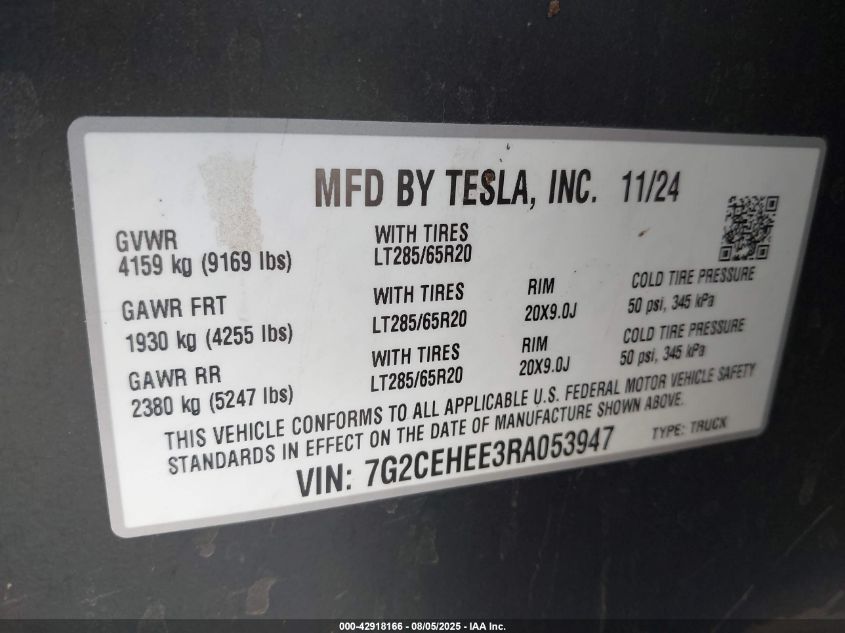 MFD BY TESLA, INC. 11/24
GVWR
4159 kg (9169 lbs)
WITH TIRES
LT285/65R20
GAWR FRT
1930 kg (4255 lbs)
WITH TIRES
LT285/65R20
RIM
20X9.0J
COLD TIRE PRESSURE
50 psi, 345 kPa
GAWR RR
2380 kg (5247 lbs)
WITH TIRES
LT285/65R20
RIM
20X9.0J
COLD TIRE PRESSURE
50 psi, 345 kPa
THIS VEHICLE CONFORMS TO ALL APPLICABLE U.S. FEDERAL MOTOR VEHICLE SAFETY
STANDARDS IN EFFECT ON THE DATE OF MANUFACTURE SHOWN ABOVE.
VIN: 7G2CEHEE3RA053947
TYPE: TRUCK
000-42918166 - 08/05/2025 - IAA Inc.